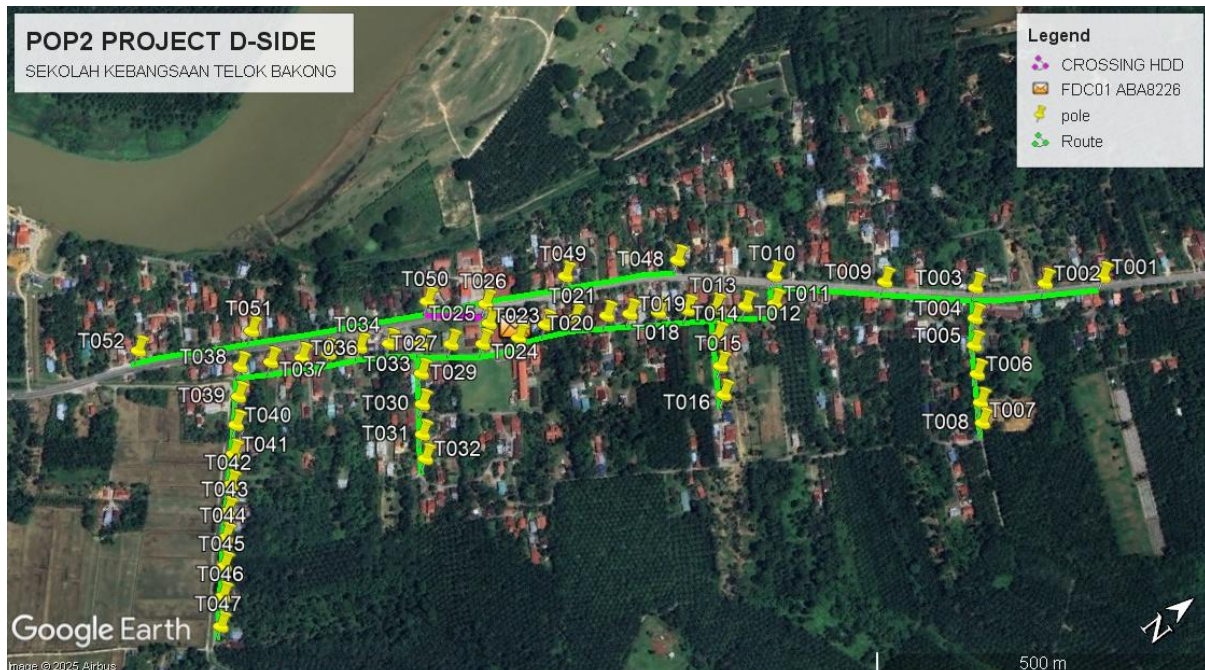 POP2 PROJECT D-SIDE
SEKOLAH KEBANGSAAN TELOK BAKONG
Legend
CROSSING HDD
FDC01 ABA8226
pole
Route
T001
T002
T003
T004
T005
T006
T007
T008
T009
T010
T011
T012
T013
T014
T015
T016
T018
T019
T020
T021
T023
T024
T025
T026
T027
T029
T030
T031
T032
T033
T034
T036
T037
T038
T039
T040
T041
T042
T043
T044
T045
T046
T047
T048
T049
T050
T051
T052
N
Google Earth
Image © 2025 Airbus
500 m